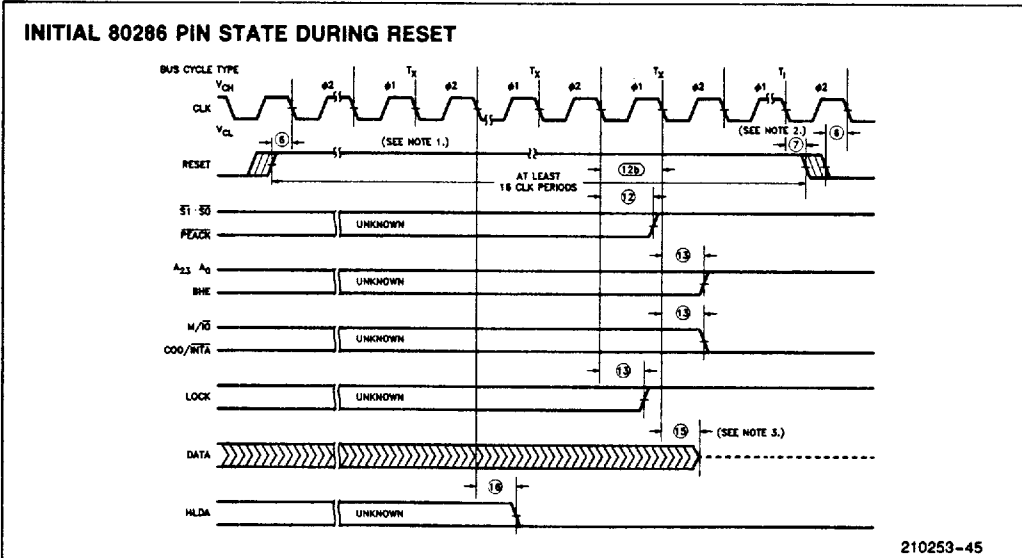 INITIAL 80286 PIN STATE DURING RESET
BUS CYCLE TYPE
TX TX TX TI
VCH
ϕ2 ϕ1 ϕ2 ϕ1 ϕ2 ϕ1 ϕ2 ϕ1 ϕ2
CLK
VCL
6 (SEE NOTE 1.) (SEE NOTE 2.) 7 6
RESET
AT LEAST
16 CLK PERIODS
12b
12
S1 · S0
UNKNOWN
PEACK
13
A23 A0
UNKNOWN
BHE
13
M/IO
UNKNOWN
COD/INTA
13
LOCK UNKNOWN
15 (SEE NOTE 3.)
DATA
16
HLDA UNKNOWN
210253-45